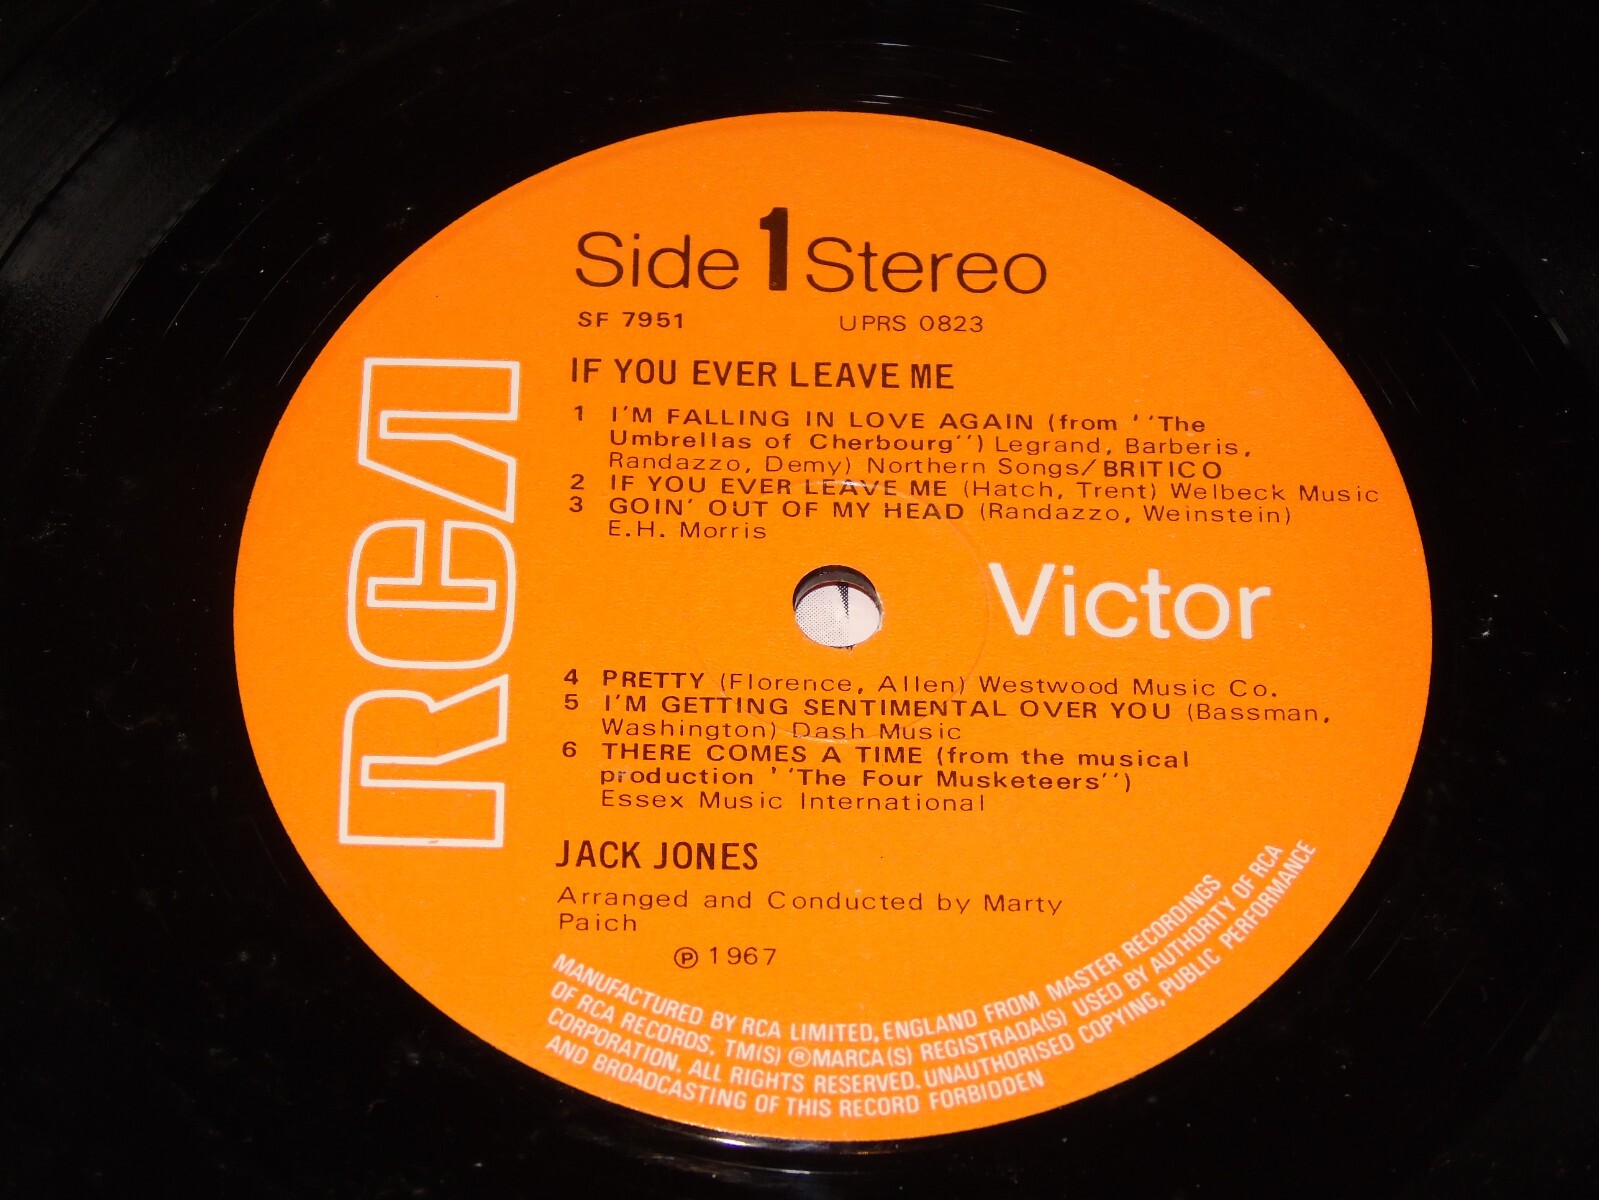 Side 1 Stereo
SF 7951 UPRS 0823
IF YOU EVER LEAVE ME
1 I'M FALLING IN LOVE AGAIN (from ''The
Umbrellas of Cherbourg'') Legrand, Barberis,
Randazzo, Demy) Northern Songs/BRITICO
2 IF YOU EVER LEAVE ME (Hatch, Trent) Welbeck Music
3 GOIN' OUT OF MY HEAD (Randazzo, Weinstein)
E.H. Morris
RCA
Victor
4 PRETTY (Florence, Allen) Westwood Music Co.
5 I'M GETTING SENTIMENTAL OVER YOU (Bassman,
Washington) Dash Music
6 THERE COMES A TIME (from the musical
production ''The Four Musketeers'')
Essex Music International
JACK JONES
Arranged and Conducted by Marty
Paich
℗ 1967
MANUFACTURED BY RCA LIMITED, ENGLAND FROM MASTER RECORDINGS
OF RCA RECORDS. TM(S) ® MARCA(S) REGISTRADA(S) USED BY AUTHORITY OF RCA
CORPORATION. ALL RIGHTS RESERVED. UNAUTHORISED COPYING, PUBLIC PERFORMANCE
AND BROADCASTING OF THIS RECORD FORBIDDEN